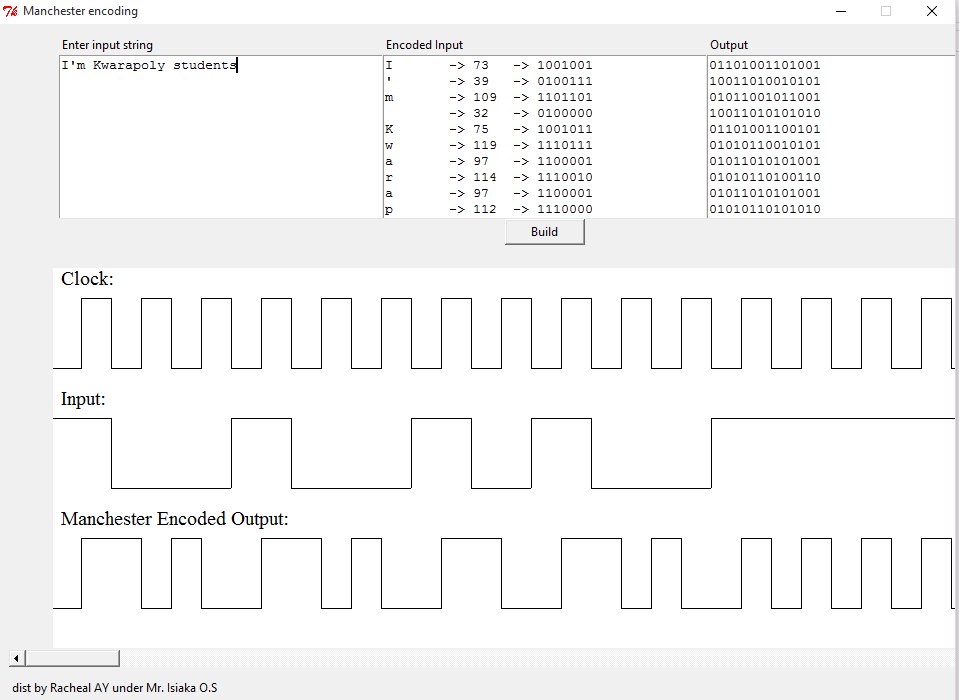 Manchester encoding
Enter input string Encoded Input Output
I'm Kwarapoly students
I -> 73 -> 1001001 01101001101001
' -> 39 -> 0100111 10011010010101
m -> 109 -> 1101101 01011001011001
-> 32 -> 0100000 10011010101010
K -> 75 -> 1001011 01101001100101
w -> 119 -> 1110111 01010110010101
a -> 97 -> 1100001 01011010101001
r -> 114 -> 1110010 01010110100110
a -> 97 -> 1100001 01011010101001
p -> 112 -> 1110000 01010110101010
Build
Clock:
Input:
Manchester Encoded Output:
dist by Racheal AY under Mr. Isiaka O.S